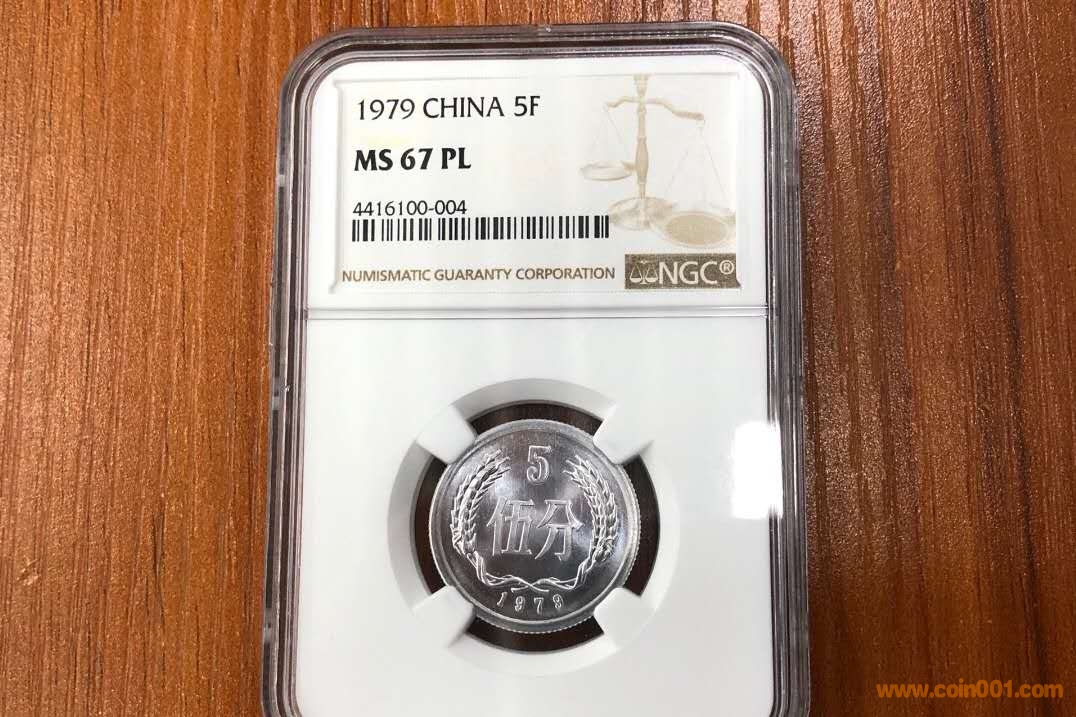 1979 CHINA 5F
MS 67 PL
4416100-004
NUMISMATIC GUARANTY CORPORATION
NGC®
5
伍分
1979
www.coin001.com